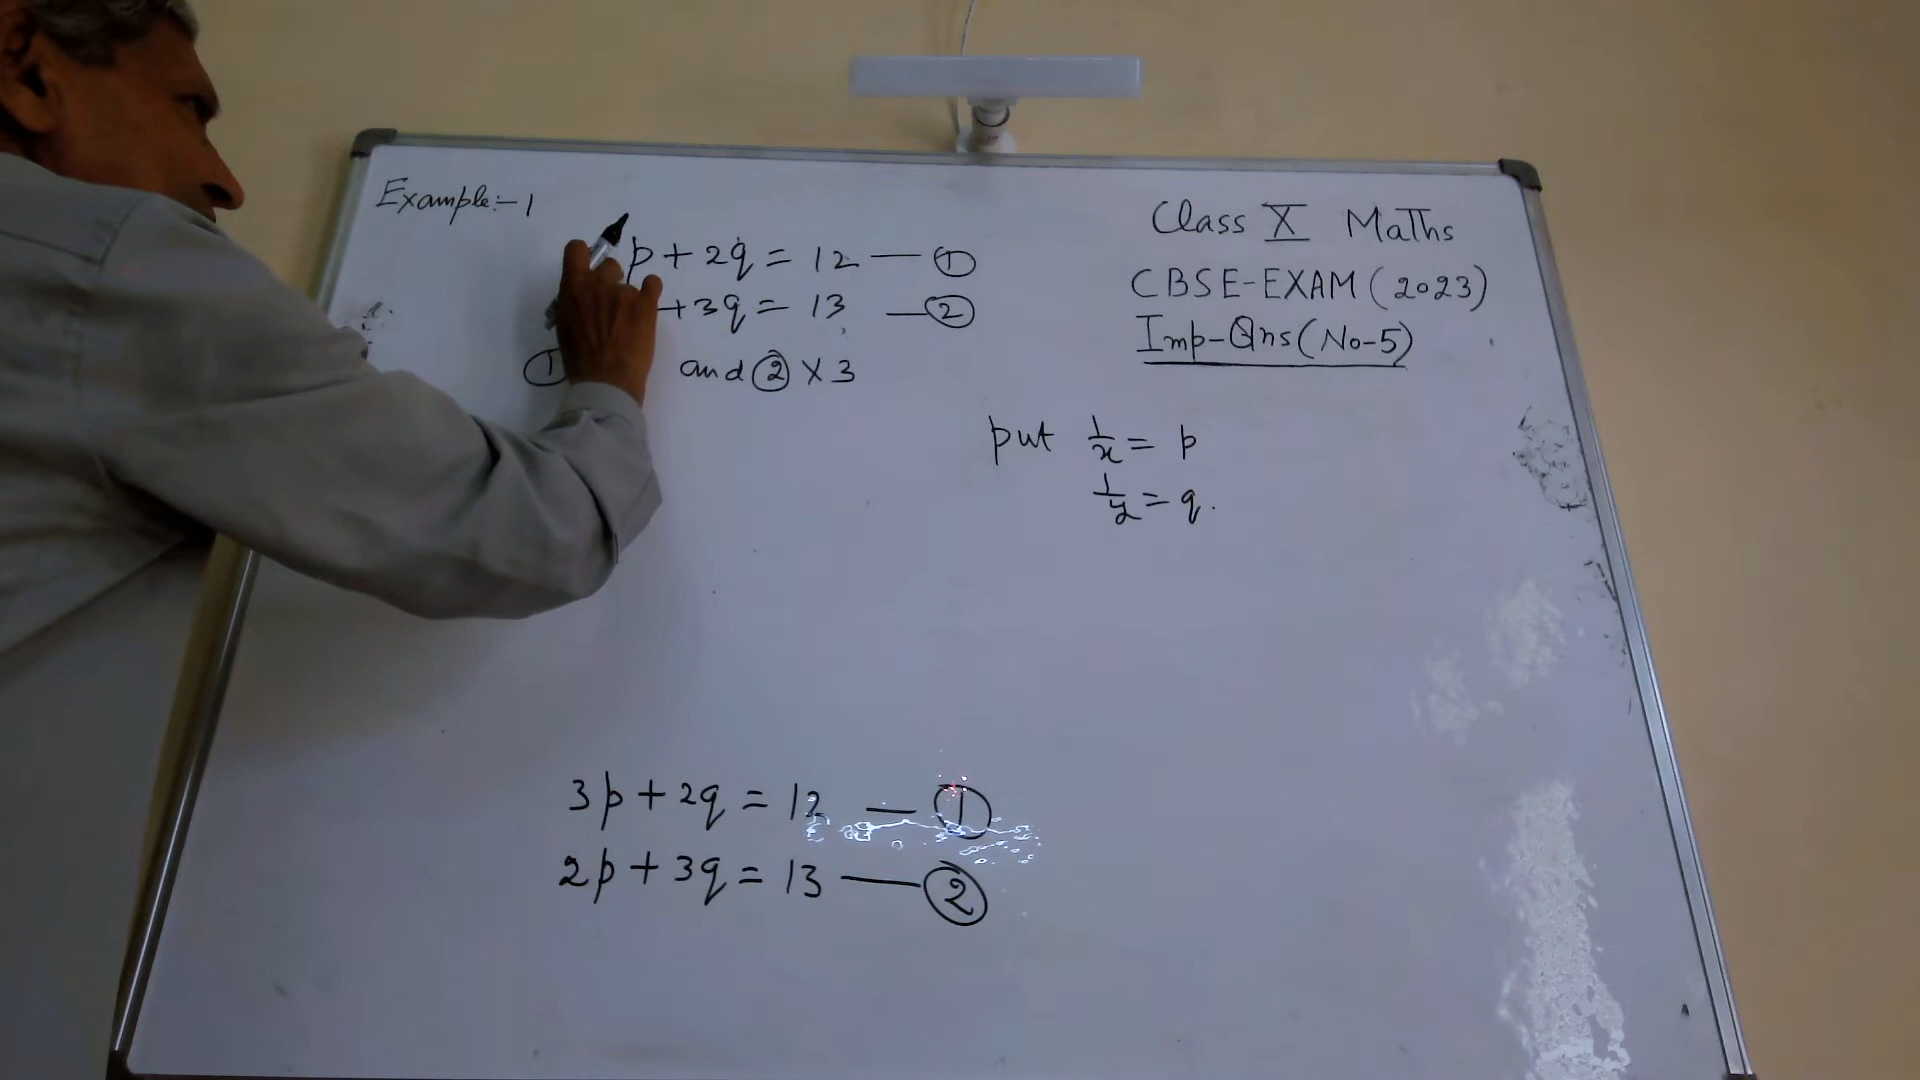 Example:-1
p + 2q = 12 — ①
+ 3q = 13 — ②
① and ② X 3
Class X Maths
CBSE-EXAM (2023)
Imp-Qns (No-5)
put 1/x = p
1/y = q.
3p + 2q = 12 — ①
2p + 3q = 13 — ②